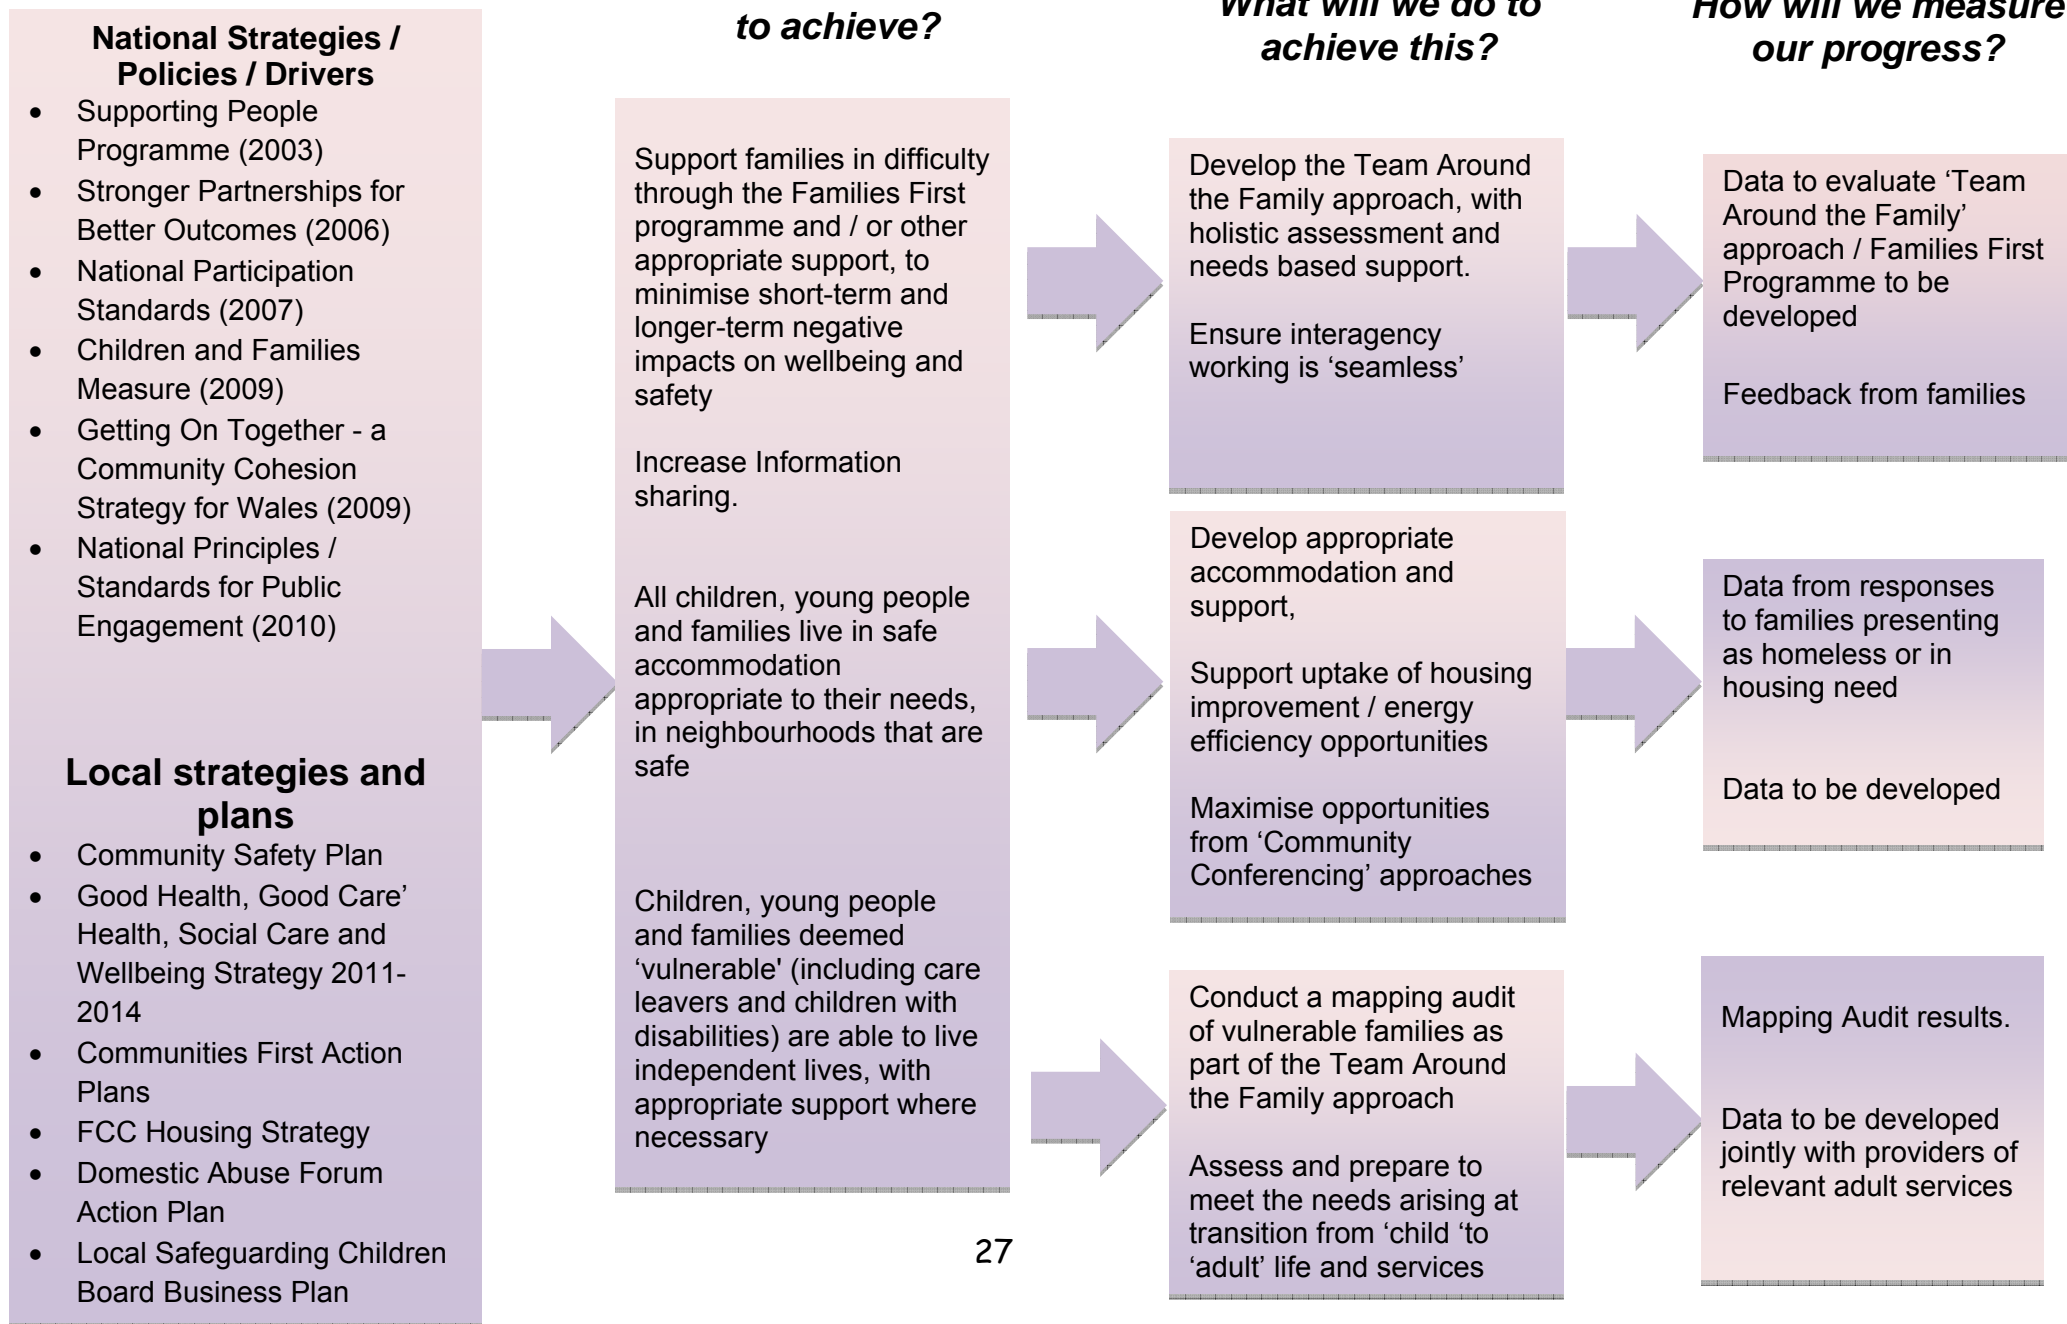 National Strategies /
Policies / Drivers
• Supporting People
Programme (2003)
• Stronger Partnerships for
Better Outcomes (2006)
• National Participation
Standards (2007)
• Children and Families
Measure (2009)
• Getting On Together - a
Community Cohesion
Strategy for Wales (2009)
• National Principles /
Standards for Public
Engagement (2010)
Local strategies and
plans
• Community Safety Plan
• Good Health, Good Care’
Health, Social Care and
Wellbeing Strategy 2011-
2014
• Communities First Action
Plans
• FCC Housing Strategy
• Domestic Abuse Forum
Action Plan
• Local Safeguarding Children
Board Business Plan
to achieve?
Support families in difficulty
through the Families First
programme and / or other
appropriate support, to
minimise short-term and
longer-term negative
impacts on wellbeing and
safety
Increase Information
sharing.
All children, young people
and families live in safe
accommodation
appropriate to their needs,
in neighbourhoods that are
safe
Children, young people
and families deemed
‘vulnerable' (including care
leavers and children with
disabilities) are able to live
independent lives, with
appropriate support where
necessary
What will we do to
achieve this?
Develop the Team Around
the Family approach, with
holistic assessment and
needs based support.
Ensure interagency
working is ‘seamless’
Develop appropriate
accommodation and
support,
Support uptake of housing
improvement / energy
efficiency opportunities
Maximise opportunities
from ‘Community
Conferencing’ approaches
Conduct a mapping audit
of vulnerable families as
part of the Team Around
the Family approach
Assess and prepare to
meet the needs arising at
transition from ‘child ‘to
‘adult’ life and services
How will we measure
our progress?
Data to evaluate ‘Team
Around the Family’
approach / Families First
Programme to be
developed
Feedback from families
Data from responses
to families presenting
as homeless or in
housing need
Data to be developed
Mapping Audit results.
Data to be developed
jointly with providers of
relevant adult services
27